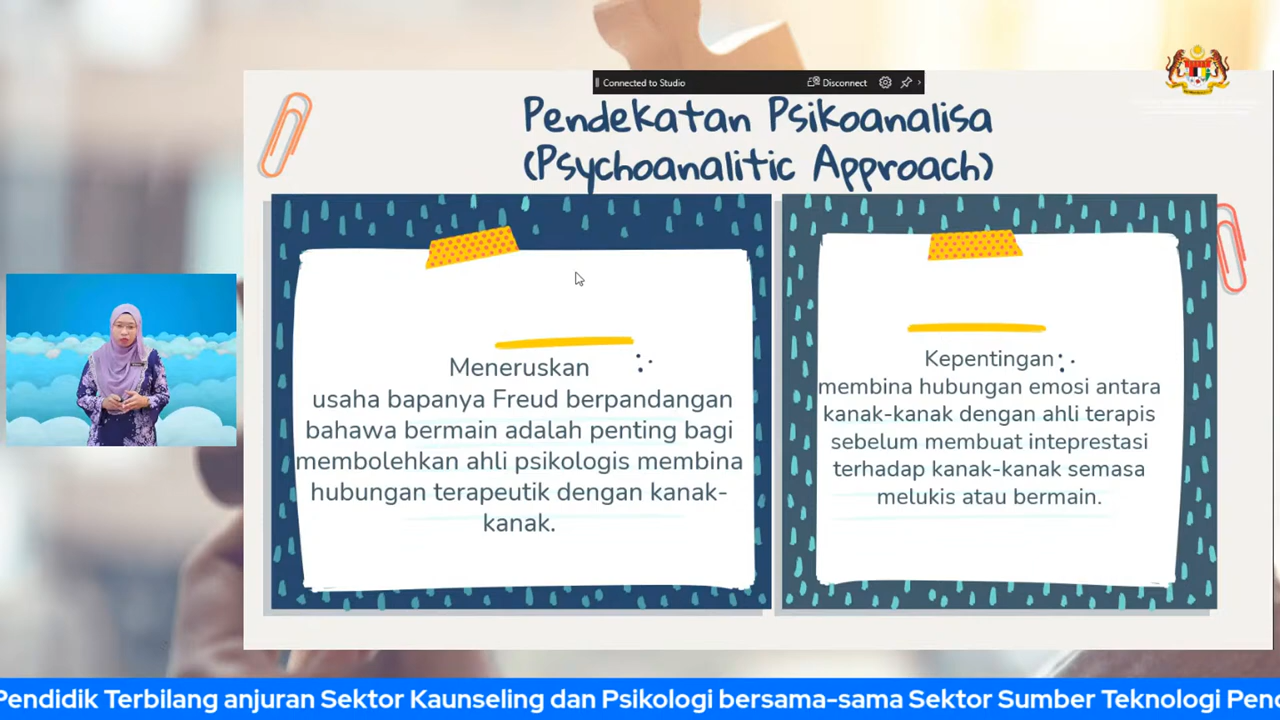 Connected to Studio
Disconnect
Pendekatan Psikoanalisa
(Psychoanalitic Approach)
Meneruskan
usaha bapanya Freud berpandangan
bahawa bermain adalah penting bagi
membolehkan ahli psikologis membina
hubungan terapeutik dengan kanak-
kanak.
Kepentingan
membina hubungan emosi antara
kanak-kanak dengan ahli terapis
sebelum membuat inteprestasi
terhadap kanak-kanak semasa
melukis atau bermain.
Pendidik Terbilang anjuran Sektor Kaunseling dan Psikologi bersama-sama Sektor Sumber Teknologi Pen